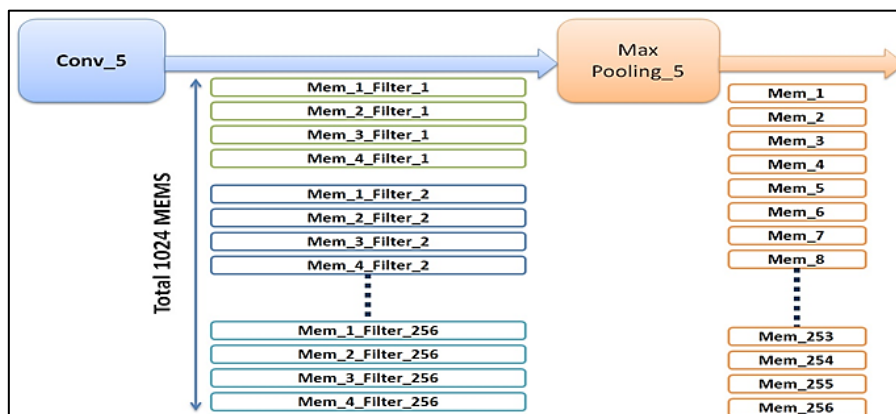 Conv_5
Max
Pooling_5
Total 1024 MEMS
Mem_1_Filter_1
Mem_2_Filter_1
Mem_3_Filter_1
Mem_4_Filter_1
Mem_1_Filter_2
Mem_2_Filter_2
Mem_3_Filter_2
Mem_4_Filter_2
Mem_1_Filter_256
Mem_2_Filter_256
Mem_3_Filter_256
Mem_4_Filter_256
Mem_1
Mem_2
Mem_3
Mem_4
Mem_5
Mem_6
Mem_7
Mem_8
Mem_253
Mem_254
Mem_255
Mem_256